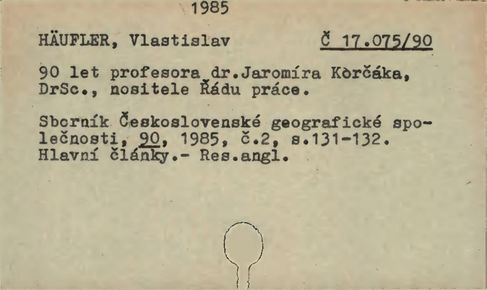 1985
HÄUFLER, Vlastislav Č 17.075/90
90 let profesora dr.Jaromíra Korčáka,
DrSc., nositele Řádu práce.
Sborník Československé geografické spo-
lečnosti, 90, 1985, č.2, s.131-132.
Hlavní články.- Res.angl.